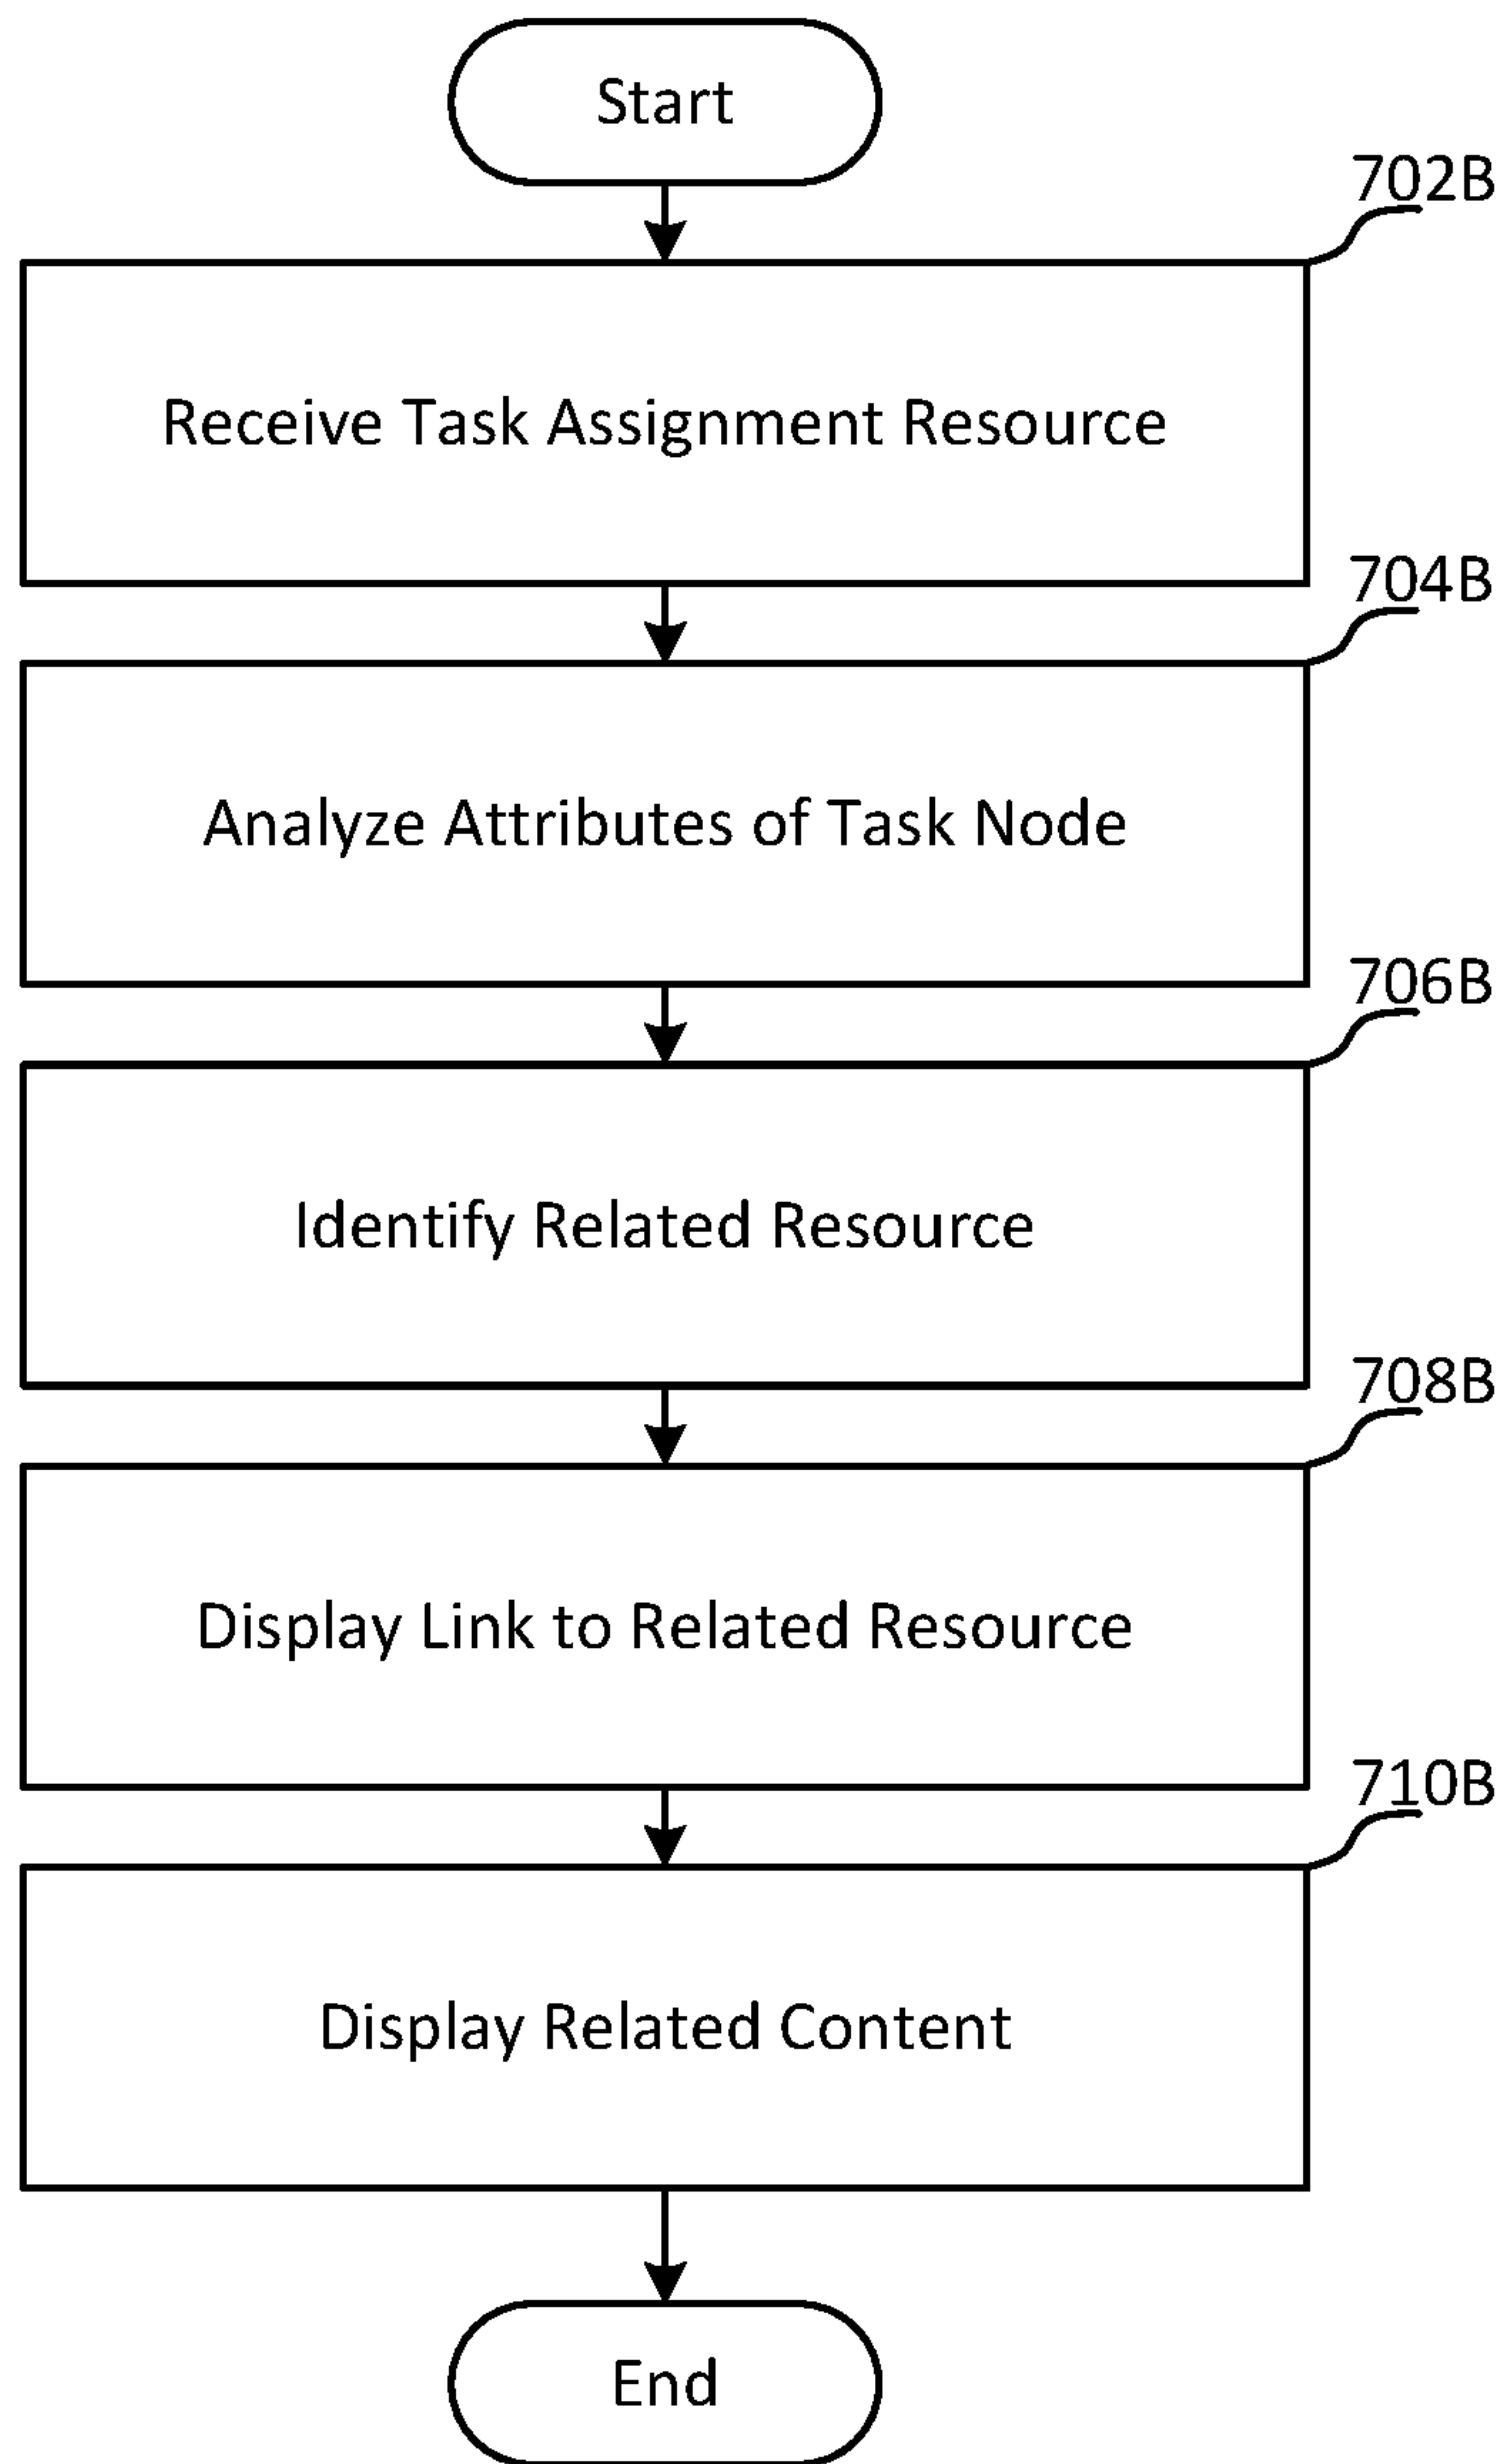 Start
702B
Receive Task Assignment Resource
704B
Analyze Attributes of Task Node
706B
Identify Related Resource
708B
Display Link to Related Resource
710B
Display Related Content
End